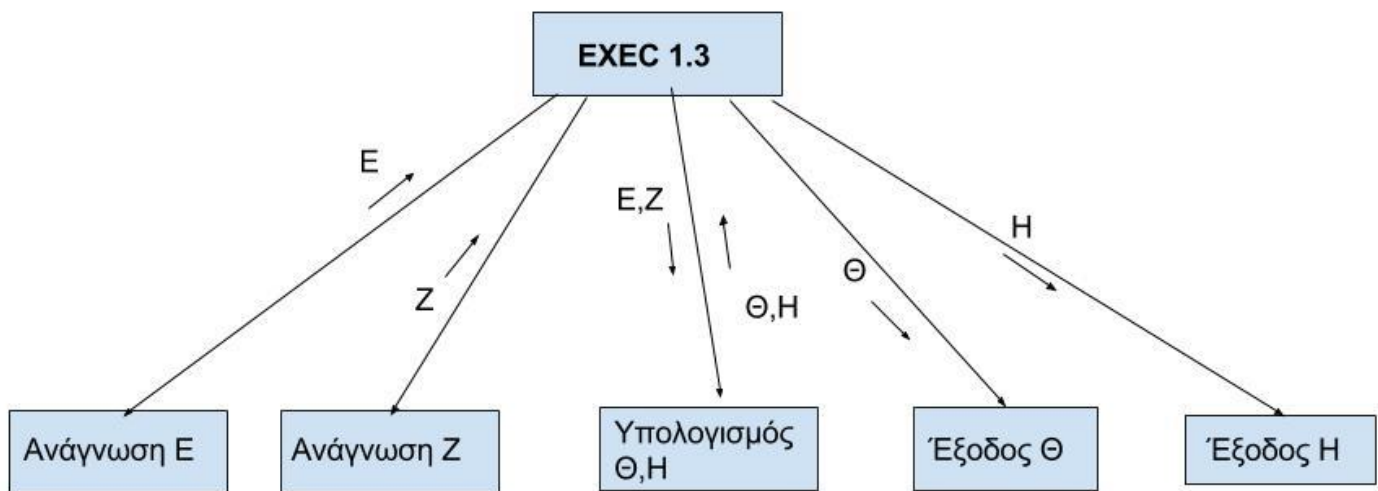 EXEC 1.3
Ε
Ε,Ζ
Η
Θ
Ζ
Θ,Η
Ανάγνωση Ε
Ανάγνωση Ζ
Υπολογισμός
Θ,Η
Έξοδος Θ
Έξοδος Η